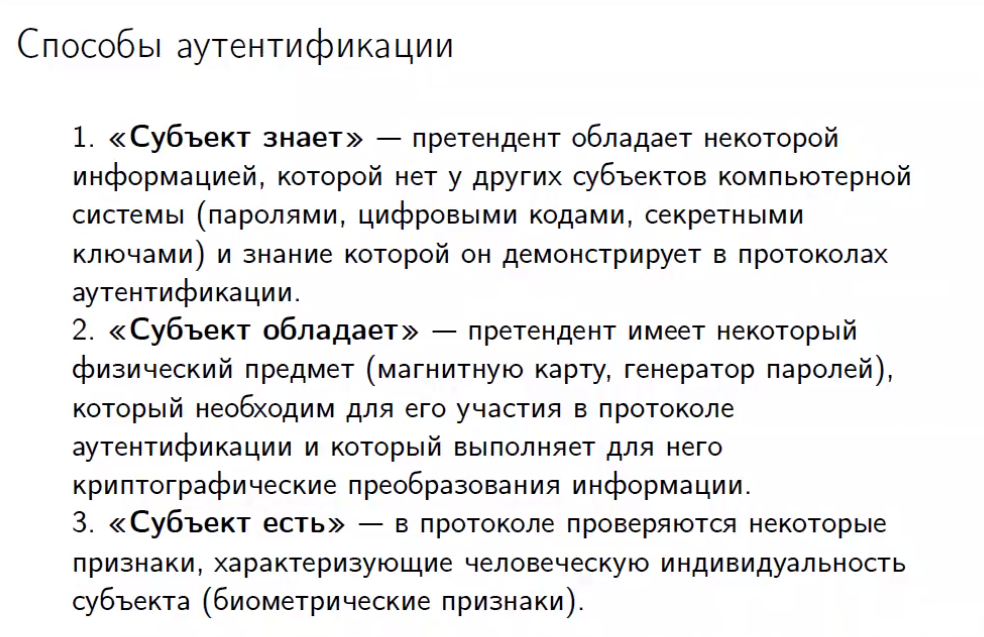 Способы аутентификации
1. «Субъект знает» — претендент обладает некоторой
информацией, которой нет у других субъектов компьютерной
системы (паролями, цифровыми кодами, секретными
ключами) и знание которой он демонстрирует в протоколах
аутентификации.
2. «Субъект обладает» — претендент имеет некоторый
физический предмет (магнитную карту, генератор паролей),
который необходим для его участия в протоколе
аутентификации и который выполняет для него
криптографические преобразования информации.
3. «Субъект есть» — в протоколе проверяются некоторые
признаки, характеризующие человеческую индивидуальность
субъекта (биометрические признаки).